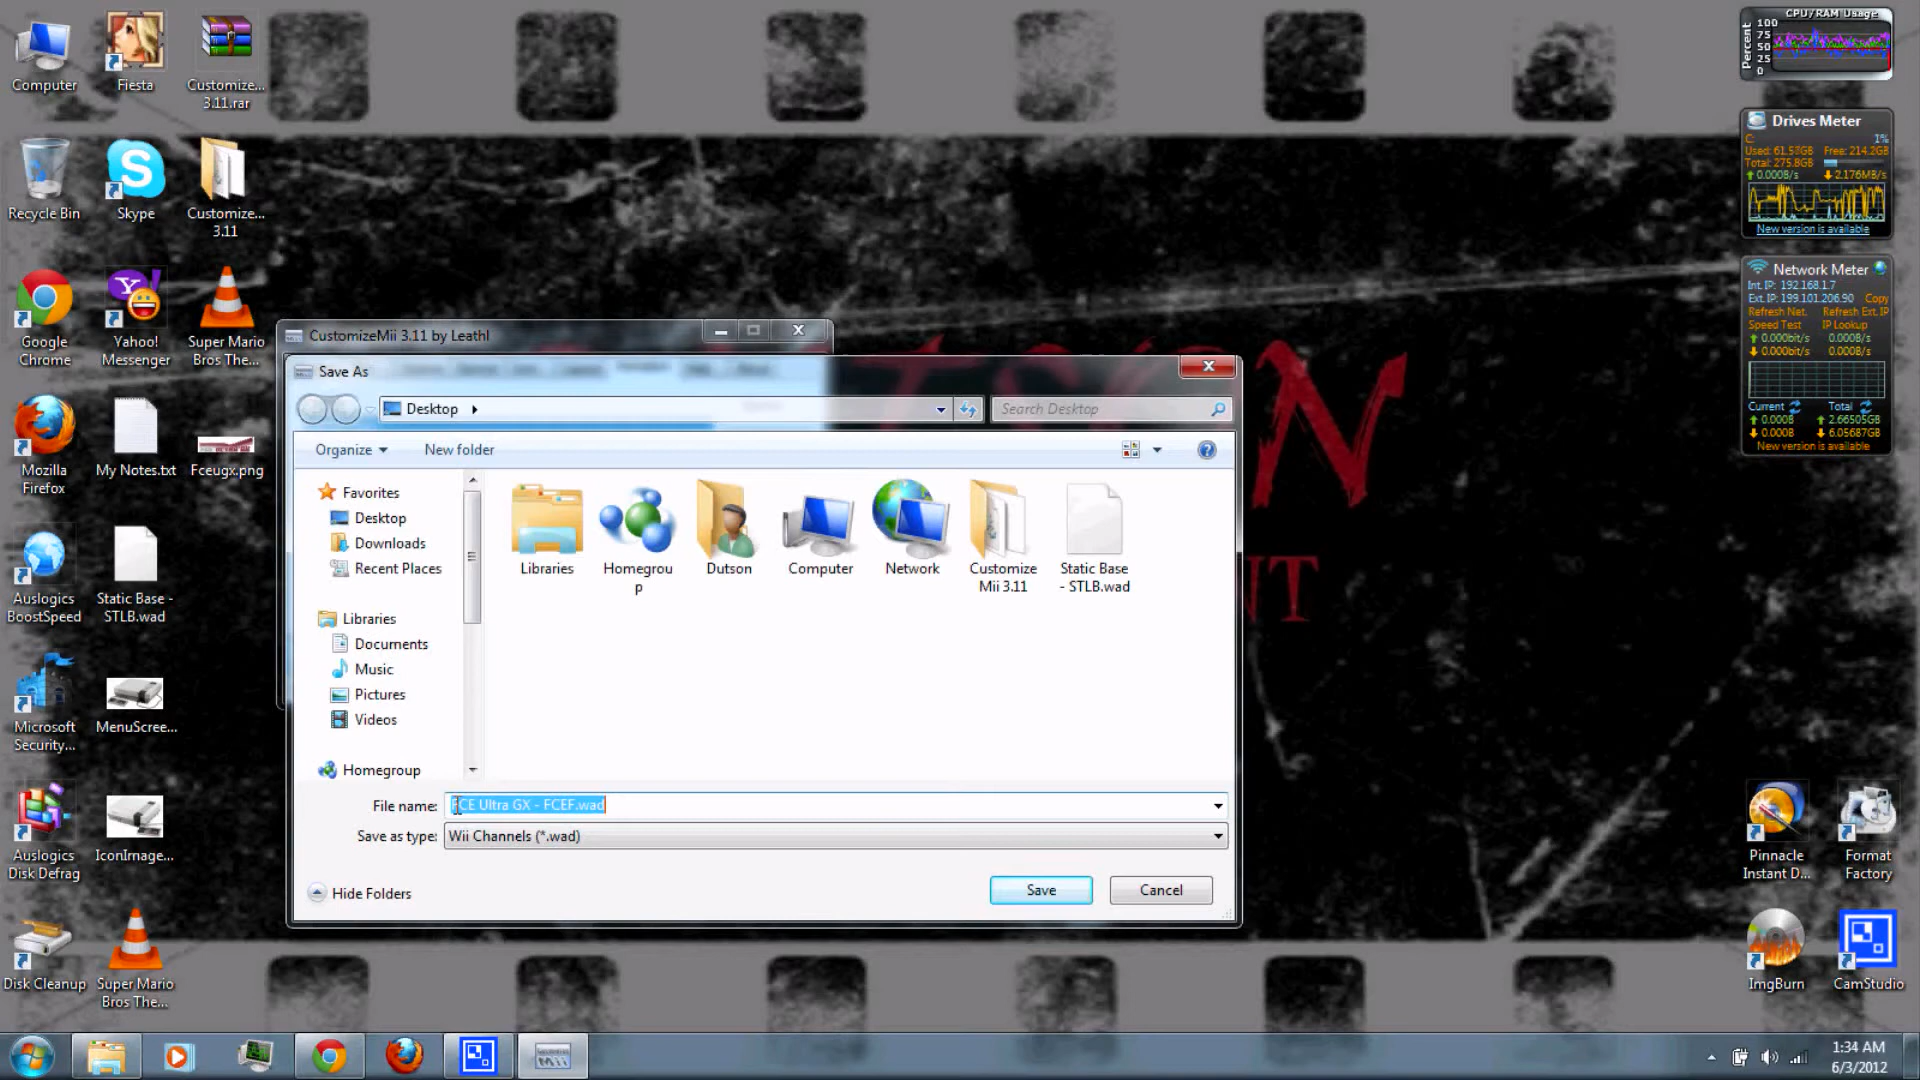 Computer
Fiesta
Customize...
3.11.rar
Recycle Bin
Skype
Customize...
3.11
Google
Chrome
Yahoo!
Messenger
Super Mario
Bros The...
Mozilla
Firefox
My Notes.txt
Fceugx.png
Auslogics
BoostSpeed
Static Base -
STLB.wad
Microsoft
Security...
MenuScree...
Auslogics
Disk Defrag
IconImage...
Disk Cleanup
Super Mario
Bros The...
CustomizeMii 3.11 by Leathl
Save As
Desktop
Search Desktop
Organize
New folder
Favorites
Desktop
Downloads
Recent Places
Libraries
Documents
Music
Pictures
Videos
Homegroup
Libraries
Homegrou
p
Dutson
Computer
Network
Customize
Mii 3.11
Static Base
- STLB.wad
File name: FCE Ultra GX - FCEF.wad
Save as type: Wii Channels (*.wad)
Hide Folders
Save
Cancel
CPU/RAM Usage
Percent
100
75
50
25
0
Drives Meter
C: 1%
Used: 61.57GB Free: 214.2GB
Total: 275.8GB
0.000B/s 2.176MB/s
New version is available
Network Meter
Int. IP: 192.168.1.7
Ext. IP: 199.101.206.90 Copy
Refresh Net. Refresh Ext. IP
Speed Test IP Lookup
0.000bit/s 0.000B/s
0.000bit/s 0.000B/s
Current Total
0.000B 2.66505GB
0.000B 6.05687GB
New version is available
Pinnacle
Instant D...
Format
Factory
ImgBurn
CamStudio
1:34 AM
6/3/2012